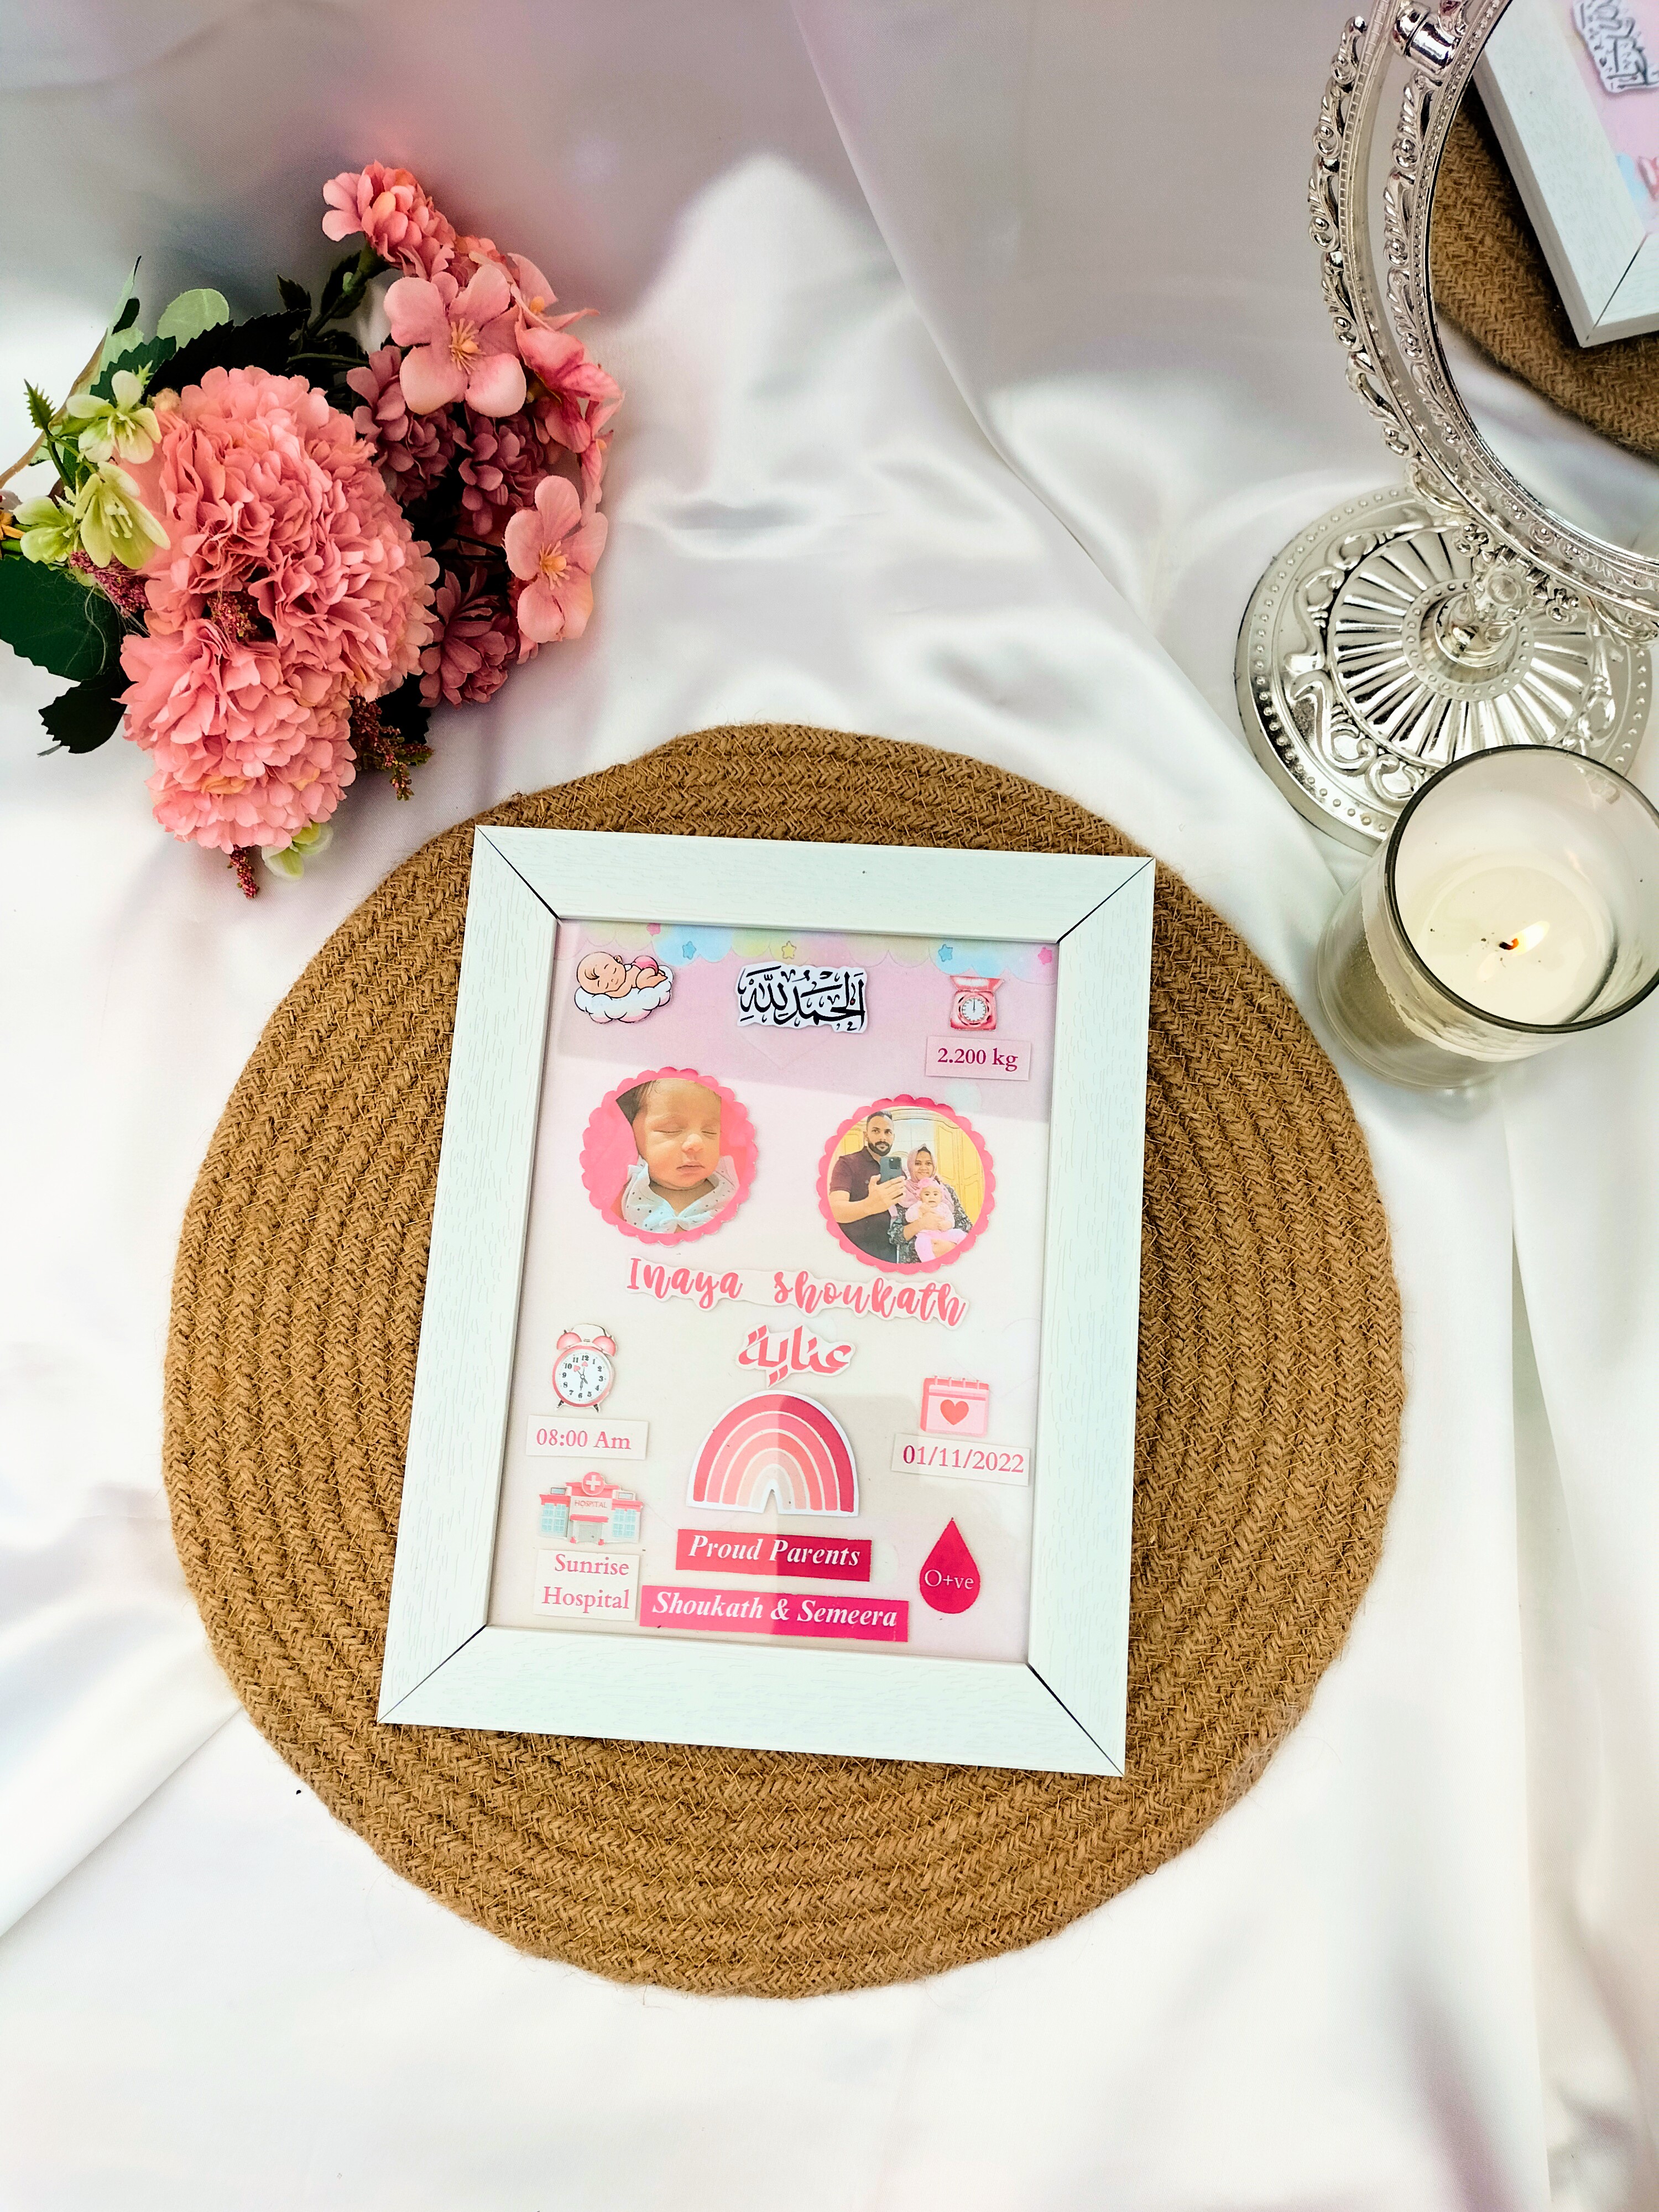 الحمد لله
2.200 kg
Inaya shoukath
عناية
08:00 Am
01/11/2022
HOSPITAL
Sunrise
Hospital
Proud Parents
Shoukath & Semeera
O+ve